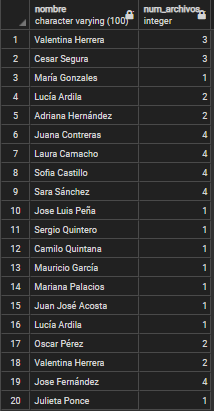 nombre num_archivos
character varying (100) integer
1 Valentina Herrera 3
2 Cesar Segura 3
3 María Gonzales 1
4 Lucía Ardila 2
5 Adriana Hernández 2
6 Juana Contreras 4
7 Laura Camacho 4
8 Sofia Castillo 4
9 Sara Sánchez 4
10 Jose Luis Peña 1
11 Sergio Quintero 1
12 Camilo Quintana 1
13 Mauricio García 1
14 Mariana Palacios 1
15 Juan José Acosta 1
16 Lucía Ardila 1
17 Oscar Pérez 2
18 Valentina Herrera 2
19 Jose Fernández 4
20 Julieta Ponce 1